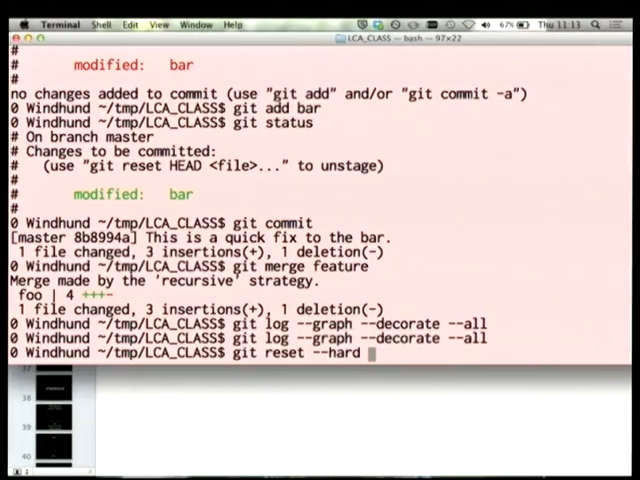 Terminal Shell Edit View Window Help 67% Thu 11:13
LCA_CLASS — bash — 97×22
#
# modified: bar
#
no changes added to commit (use "git add" and/or "git commit -a")
0 Windhund ~/tmp/LCA_CLASS$ git add bar
0 Windhund ~/tmp/LCA_CLASS$ git status
# On branch master
# Changes to be committed:
# (use "git reset HEAD <file>..." to unstage)
#
# modified: bar
#
0 Windhund ~/tmp/LCA_CLASS$ git commit
[master 8b8994a] This is a quick fix to the bar.
1 file changed, 3 insertions(+), 1 deletion(-)
0 Windhund ~/tmp/LCA_CLASS$ git merge feature
Merge made by the 'recursive' strategy.
foo | 4 +++-
1 file changed, 3 insertions(+), 1 deletion(-)
0 Windhund ~/tmp/LCA_CLASS$ git log --graph --decorate --all
0 Windhund ~/tmp/LCA_CLASS$ git log --graph --decorate --all
0 Windhund ~/tmp/LCA_CLASS$ git reset --hard
37
38
39
40